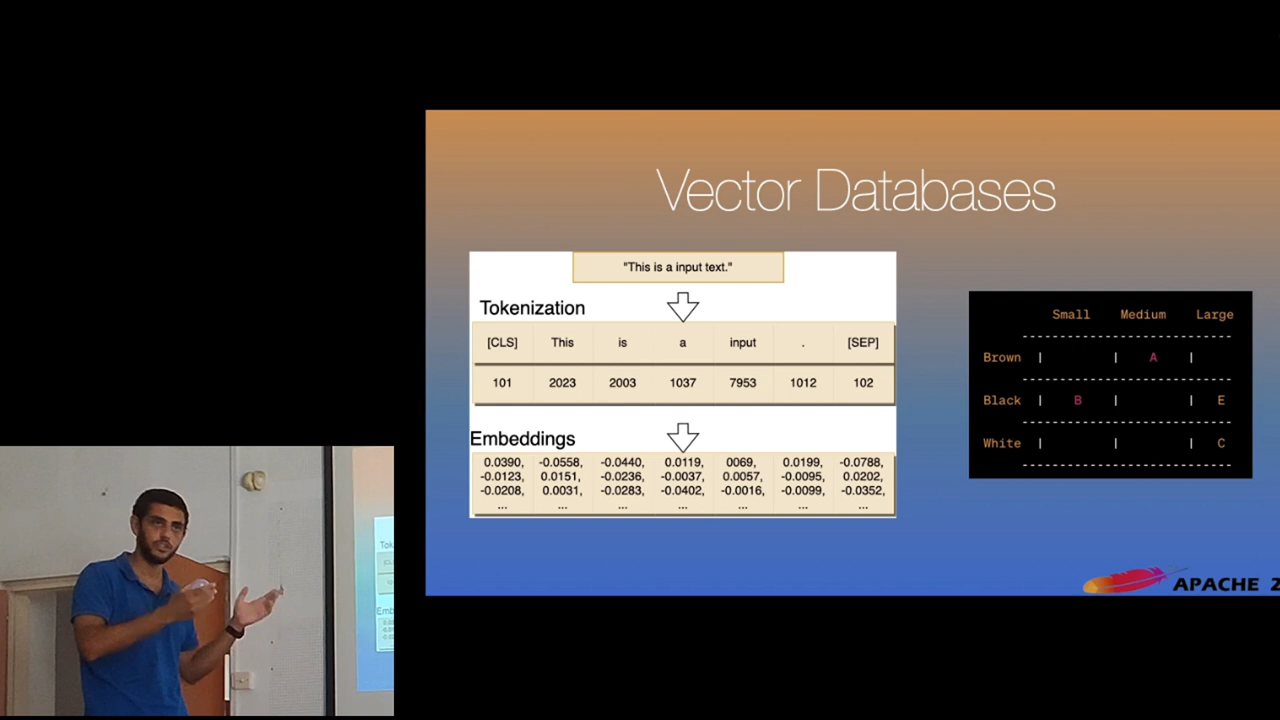 Vector Databases
"This is a input text."
Tokenization
[CLS] This is a input . [SEP]
101 2023 2003 1037 7953 1012 102
Embeddings
0.0390, -0.0558, -0.0440, 0.0119, 0069, 0.0199, -0.0788,
-0.0123, 0.0151, -0.0236, -0.0037, 0.0057, -0.0095, 0.0202,
-0.0208, 0.0031, -0.0283, -0.0402, -0.0016, -0.0099, -0.0352,
... ... ... ... ... ... ...
Small Medium Large
Brown | | A |
Black | B | | E
White | | | C
APACHE 2